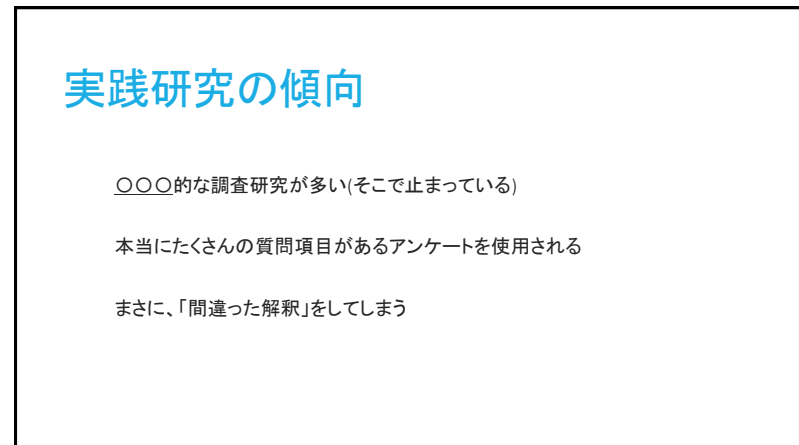 実践研究の傾向
〇〇〇的な調査研究が多い(そこで止まっている)
本当にたくさんの質問項目があるアンケートを使用される
まさに、「間違った解釈」をしてしまう